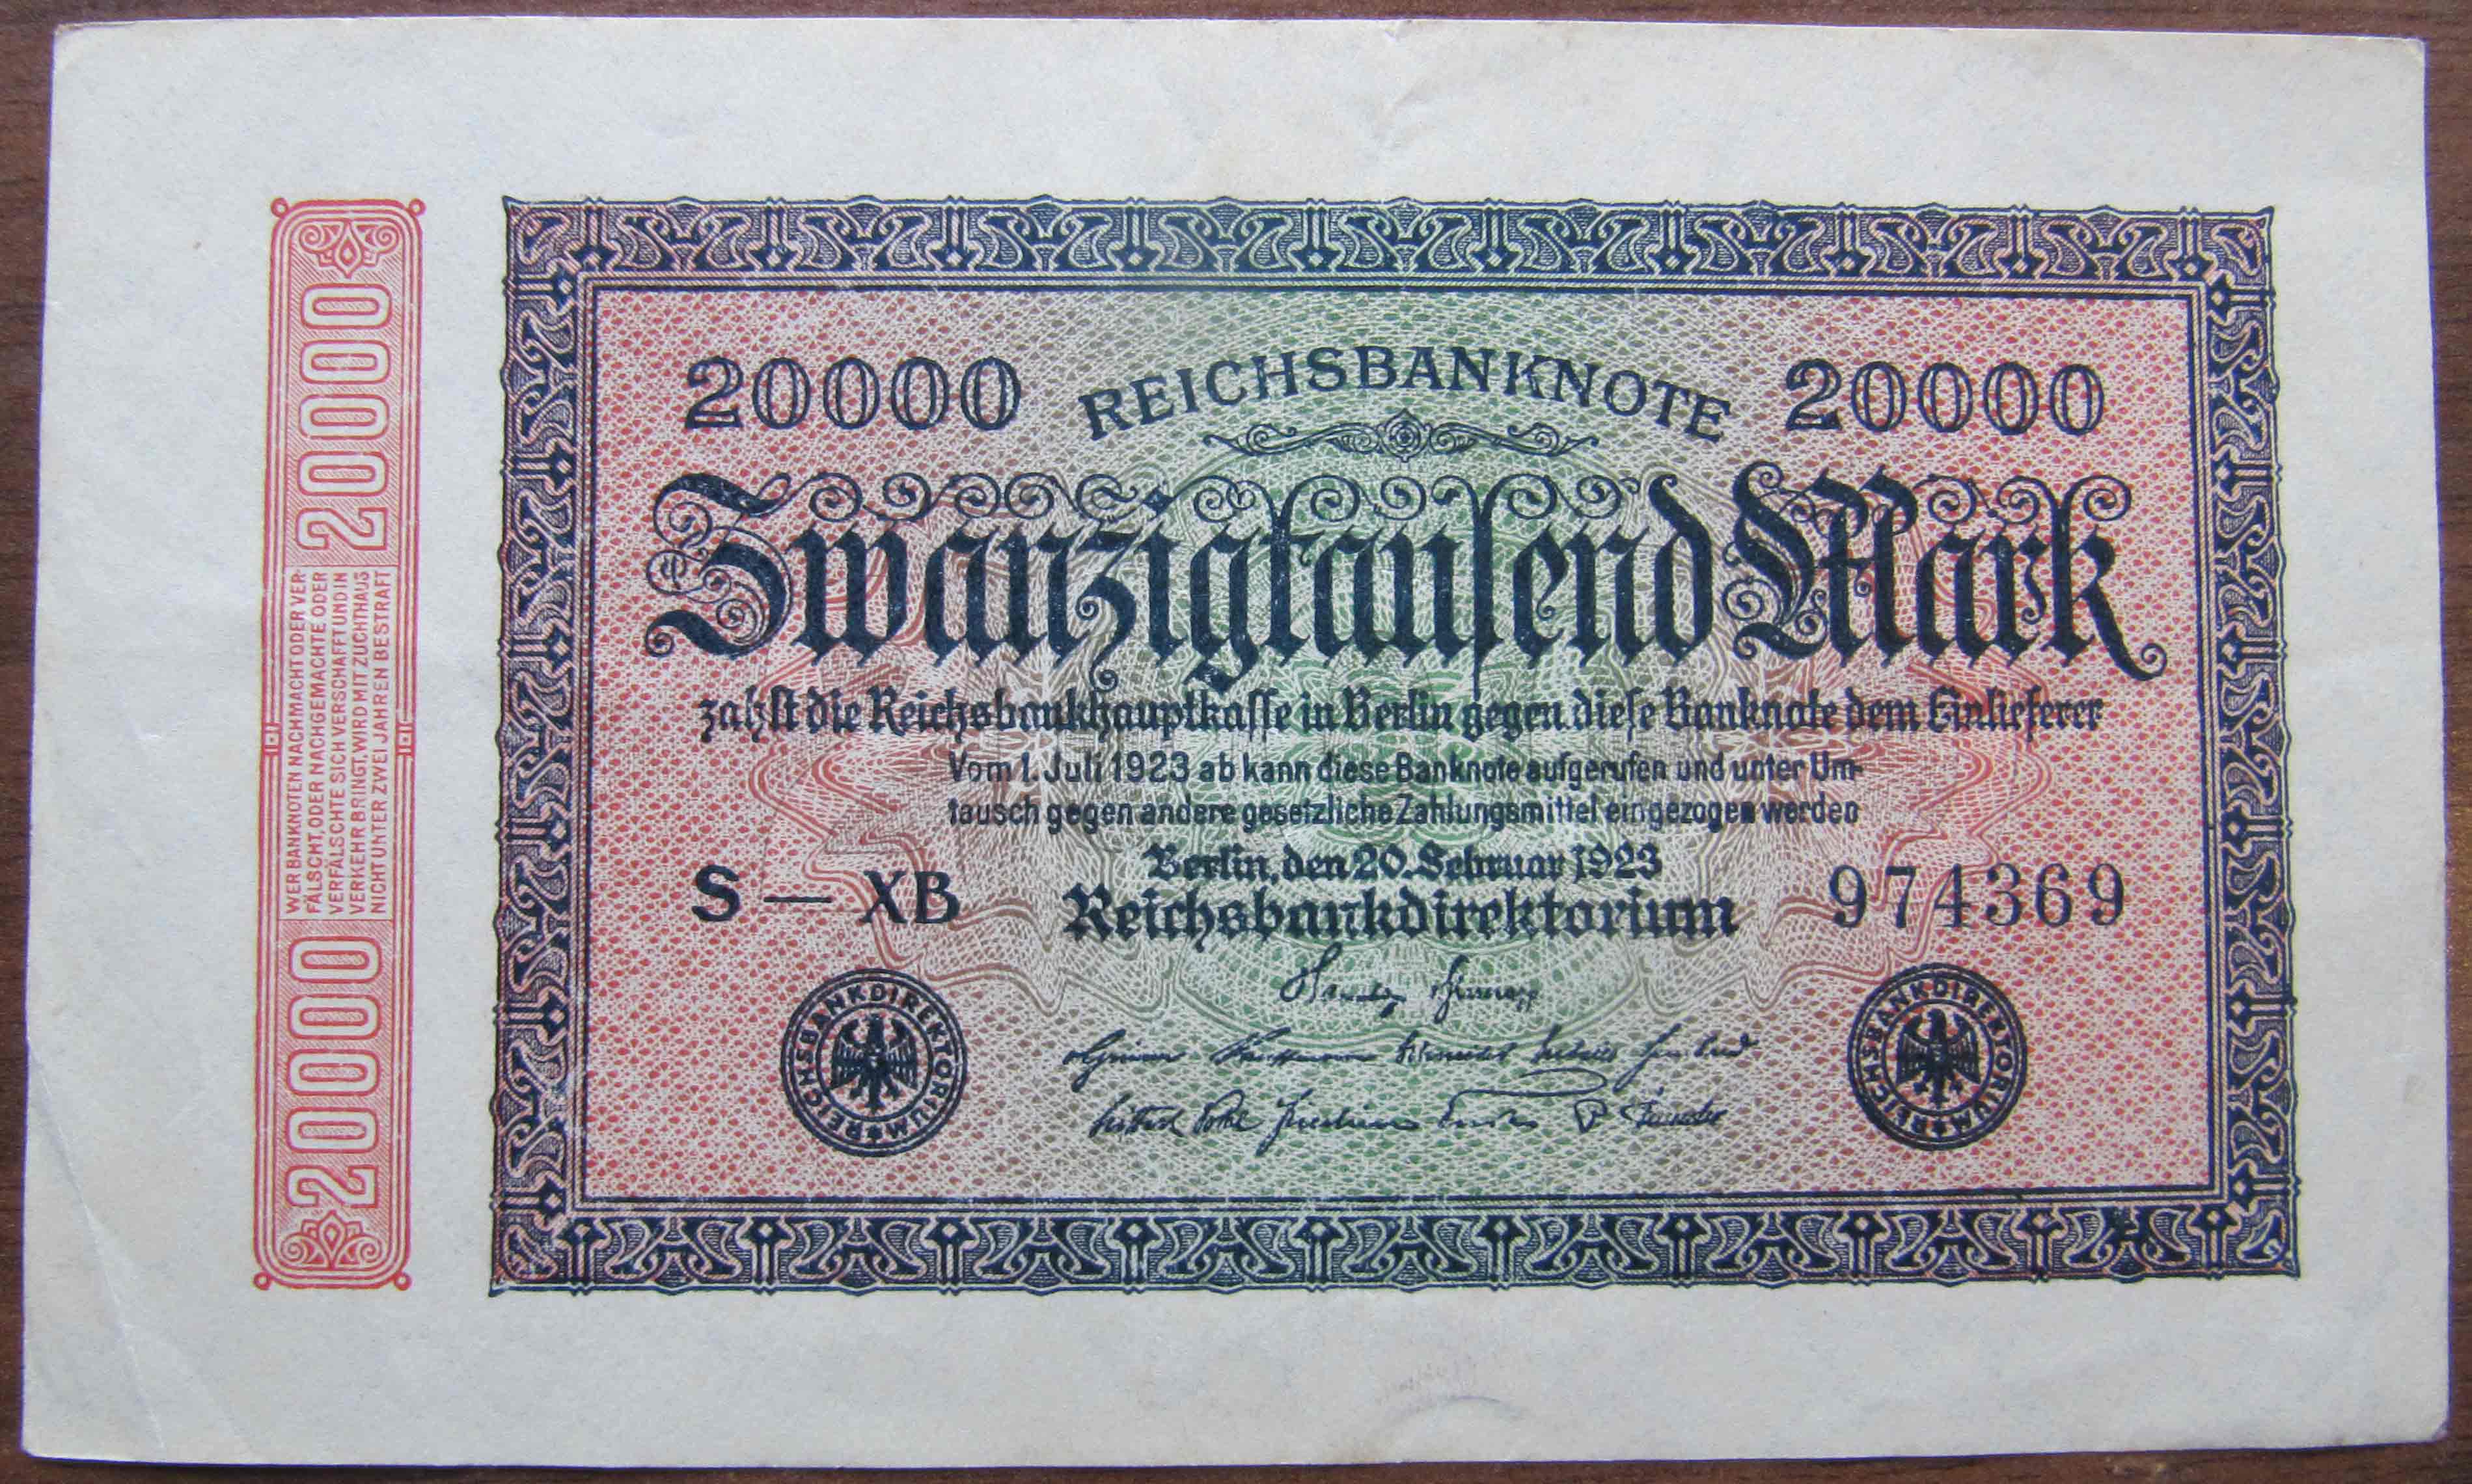 20000
WER BANKNOTEN NACHMACHT ODER VER-
FÄLSCHT, ODER NACHGEMACHTE ODER
VERFÄLSCHTE SICH VERSCHAFFT UND IN
VERKEHR BRINGT, WIRD MIT ZUCHTHAUS
NICHT UNTER ZWEI JAHREN BESTRAFT
20000
20000 REICHSBANKNOTE 20000
Zwanzigtausend Mark
zahlt die Reichsbankhauptkasse in Berlin gegen diese Banknote dem Einlieferer
Vom 1. Juli 1923 ab kann diese Banknote aufgerufen und unter Um-
tausch gegen andere gesetzliche Zahlungsmittel eingezogen werden
Berlin, den 20. Februar 1923
S — XB Reichsbankdirektorium 974369
REICHSBANKDIREKTORIUM
REICHSBANKDIREKTORIUM